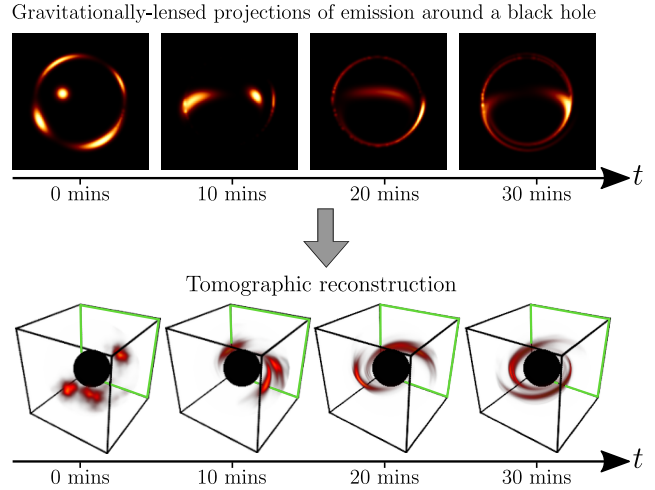 Gravitationally-lensed projections of emission around a black hole
0 mins 10 mins 20 mins 30 mins
t
Tomographic reconstruction
0 mins 10 mins 20 mins 30 mins
t